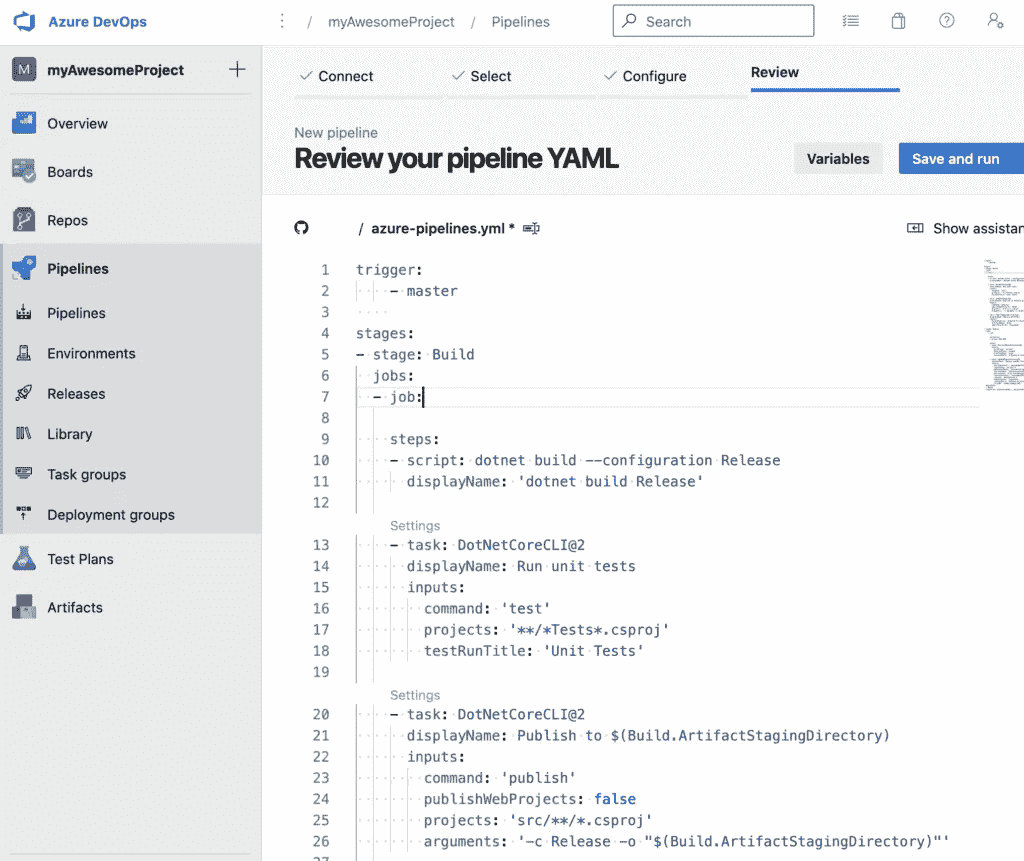 Azure DevOps
/ myAwesomeProject / Pipelines
Search
M myAwesomeProject
Overview
Boards
Repos
Pipelines
Pipelines
Environments
Releases
Library
Task groups
Deployment groups
Test Plans
Artifacts
Connect
Select
Configure
Review
New pipeline
Review your pipeline YAML
Variables
Save and run
/ azure-pipelines.yml *
Show assistan
1 trigger:
2 - master
3
4 stages:
5 - stage: Build
6 jobs:
7 - job:
8
9 steps:
10 - script: dotnet build --configuration Release
11 displayName: 'dotnet build Release'
12
Settings
13 - task: DotNetCoreCLI@2
14 displayName: Run unit tests
15 inputs:
16 command: 'test'
17 projects: '**/*Tests*.csproj'
18 testRunTitle: 'Unit Tests'
19
Settings
20 - task: DotNetCoreCLI@2
21 displayName: Publish to $(Build.ArtifactStagingDirectory)
22 inputs:
23 command: 'publish'
24 publishWebProjects: false
25 projects: 'src/**/*.csproj'
26 arguments: '-c Release -o "$(Build.ArtifactStagingDirectory)"'